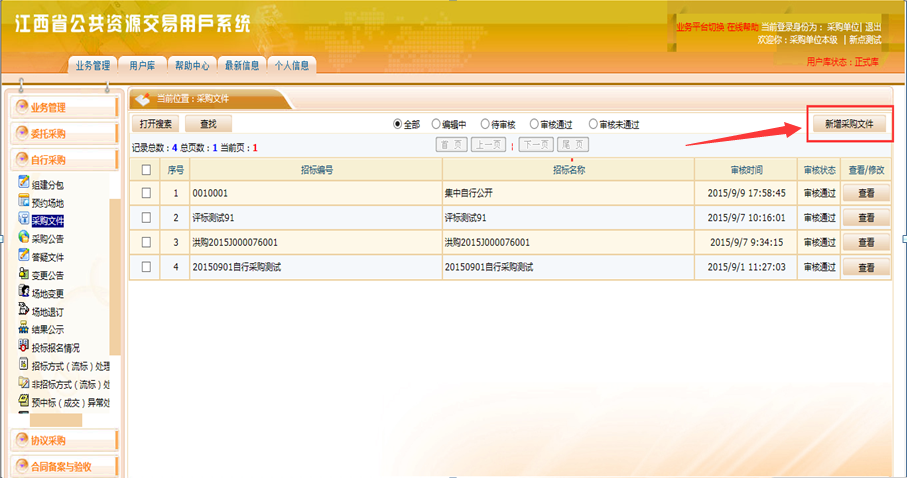 江西省公共资源交易用户系统
业务平台切换 在线帮助 当前登录身份为： 采购单位| 退出
欢迎你：采购单位本级 | 新点测试
用户库状态：正式库
业务管理 用户库 帮助中心 最新信息 个人信息
业务管理
委托采购
自行采购
组建分包
预约场地
采购文件
采购公告
答疑文件
变更公告
场地变更
场地退订
结果公示
投标报名情况
招标方式（流标）处理
非招标方式（流标）处
预中标（成交）异常处
协议采购
合同备案与验收
当前位置：采购文件
打开搜索 查找 全部 编辑中 待审核 审核通过 审核未通过 新增采购文件
记录总数：4 总页数：1 当前页：1 首 页 上一页 1 下一页 尾 页
序号 招标编号 招标名称 审核时间 审核状态 查看/修改
1 0010001 集中自行公开 2015/9/9 17:58:45 审核通过 查看
2 评标测试91 评标测试91 2015/9/7 10:16:01 审核通过 查看
3 洪购2015J000076001 洪购2015J000076001 2015/9/7 9:34:15 审核通过 查看
4 20150901自行采购测试 20150901自行采购测试 2015/9/1 11:27:03 审核通过 查看